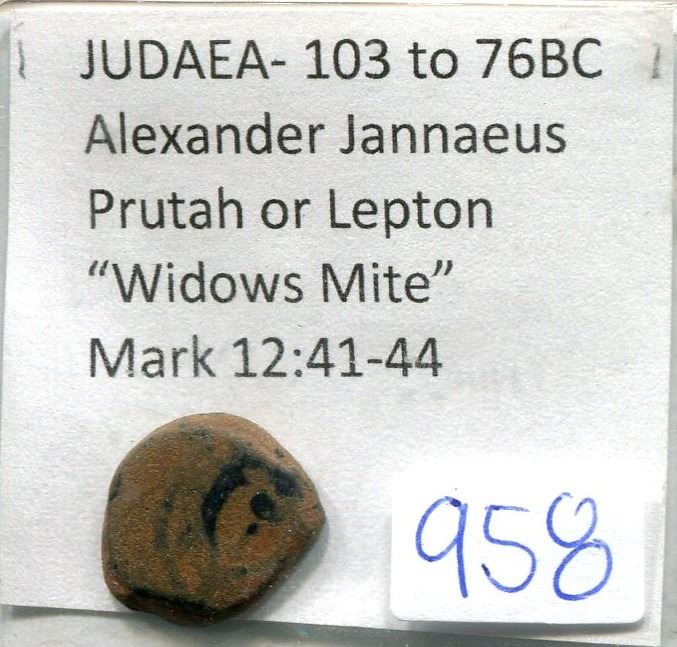 JUDAEA- 103 to 76BC
Alexander Jannaeus
Prutah or Lepton
“Widows Mite”
Mark 12:41-44
958